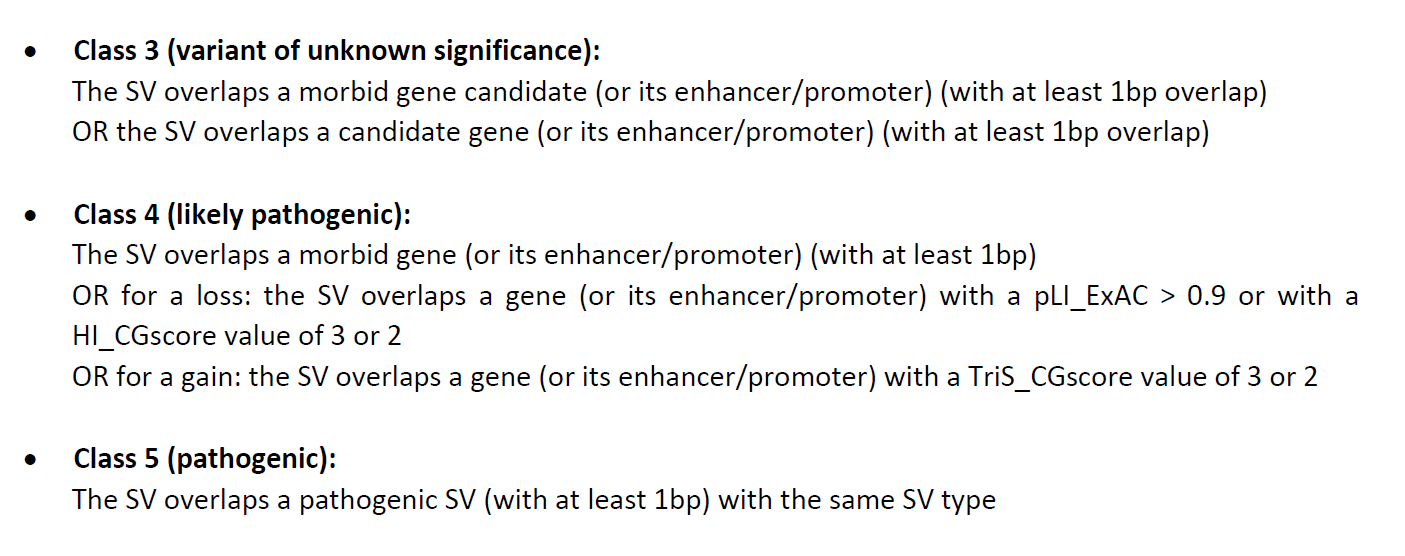 • Class 3 (variant of unknown significance):
The SV overlaps a morbid gene candidate (or its enhancer/promoter) (with at least 1bp overlap)
OR the SV overlaps a candidate gene (or its enhancer/promoter) (with at least 1bp overlap)
• Class 4 (likely pathogenic):
The SV overlaps a morbid gene (or its enhancer/promoter) (with at least 1bp)
OR for a loss: the SV overlaps a gene (or its enhancer/promoter) with a pLI_ExAC > 0.9 or with a
HI_CGscore value of 3 or 2
OR for a gain: the SV overlaps a gene (or its enhancer/promoter) with a TriS_CGscore value of 3 or 2
• Class 5 (pathogenic):
The SV overlaps a pathogenic SV (with at least 1bp) with the same SV type